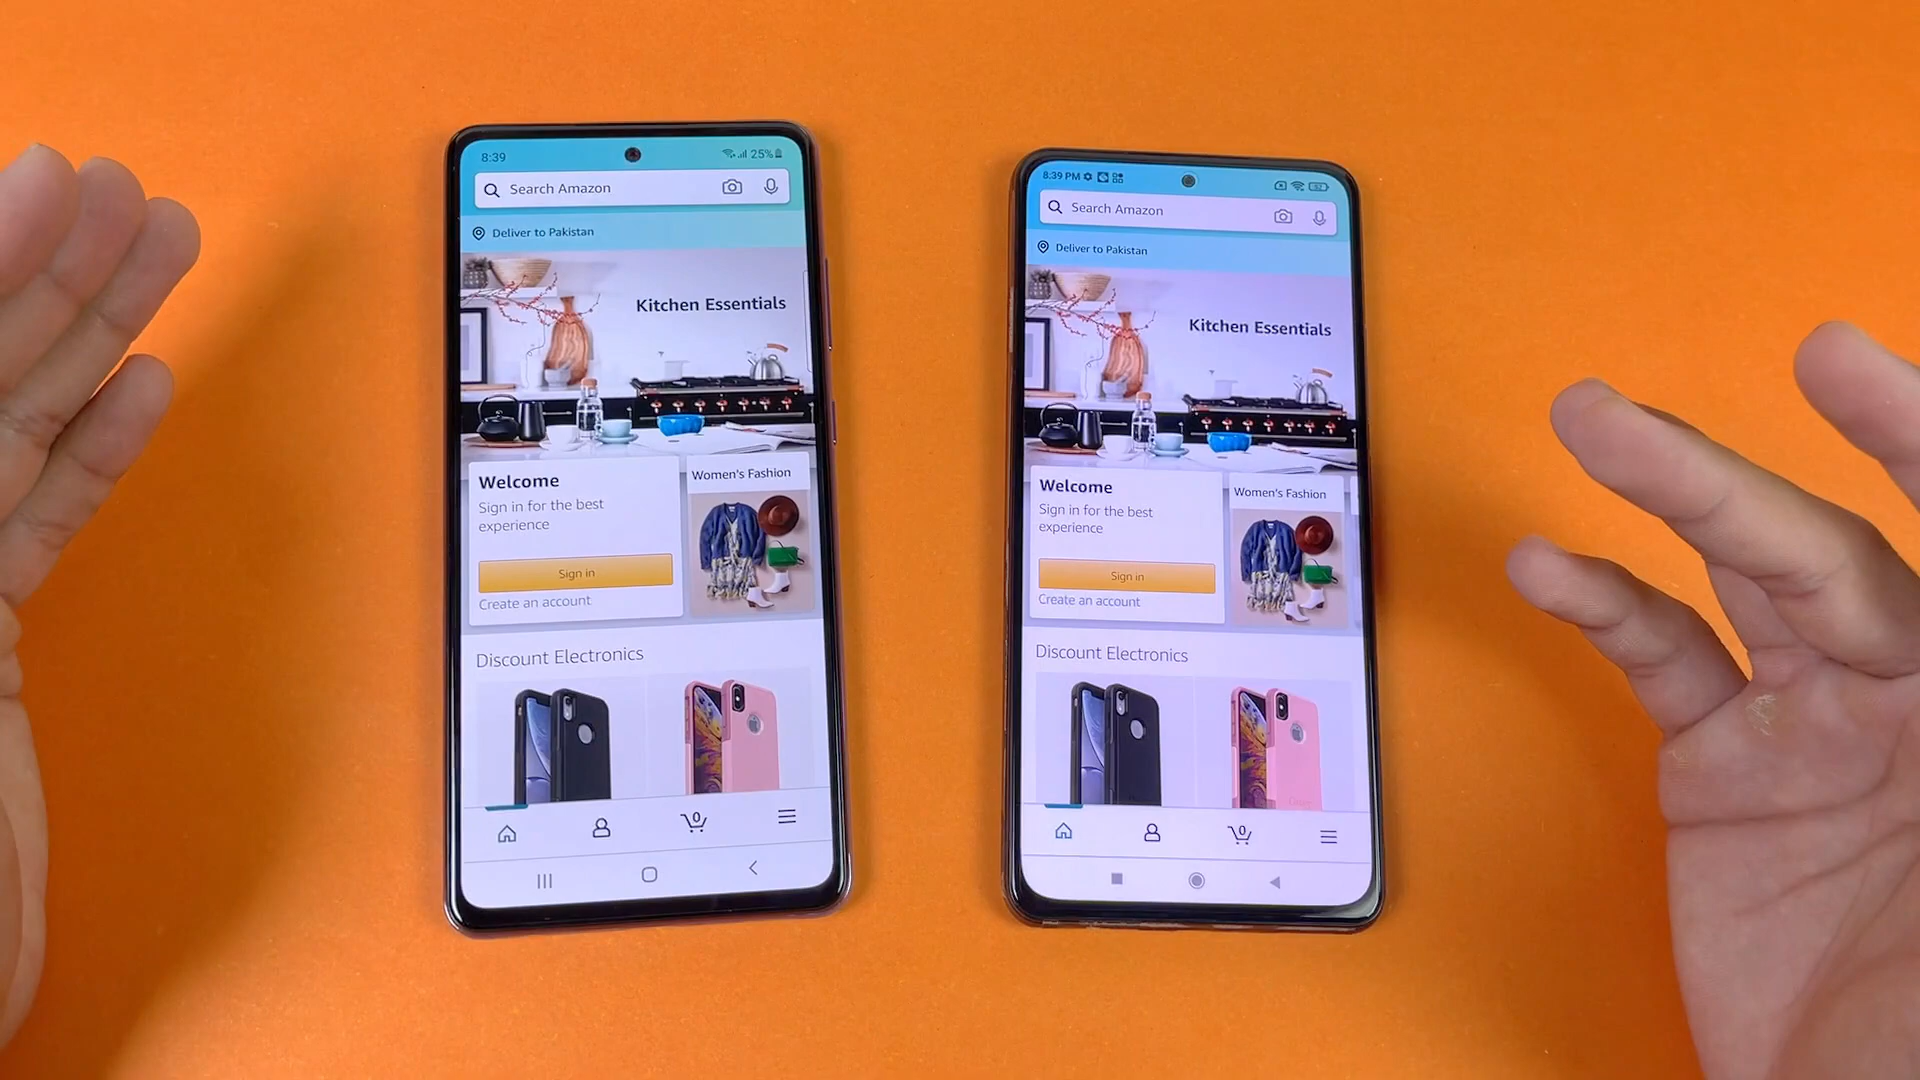 8:39
25%
Search Amazon
Deliver to Pakistan
Kitchen Essentials
Welcome
Sign in for the best
experience
Women's Fashion
Sign in
Create an account
Discount Electronics
0
8:39 PM
Search Amazon
Deliver to Pakistan
Kitchen Essentials
Welcome
Sign in for the best
experience
Women's Fashion
Sign in
Create an account
Discount Electronics
0